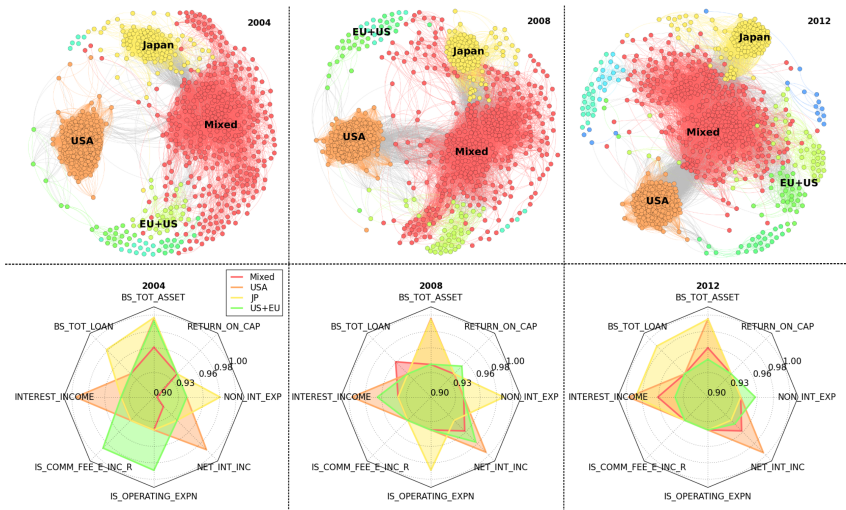 2004
Japan
USA
Mixed
EU+US
2008
EU+US
Japan
USA
Mixed
2012
Japan
Mixed
EU+US
USA
Mixed
USA
JP
US+EU
2004
BS_TOT_ASSET
BS_TOT_LOAN
RETURN_ON_CAP
1.00
0.98
0.96
0.93
0.90
INTEREST_INCOME
NON_INT_EXP
IS_COMM_FEE_E_INC_R
NET_INT_INC
IS_OPERATING_EXPN
2008
BS_TOT_ASSET
BS_TOT_LOAN
RETURN_ON_CAP
1.00
0.98
0.96
0.93
0.90
INTEREST_INCOME
NON_INT_EXP
IS_COMM_FEE_E_INC_R
NET_INT_INC
IS_OPERATING_EXPN
2012
BS_TOT_ASSET
BS_TOT_LOAN
RETURN_ON_CAP
1.00
0.98
0.96
0.93
0.90
INTEREST_INCOME
NON_INT_EXP
IS_COMM_FEE_E_INC_R
NET_INT_INC
IS_OPERATING_EXPN